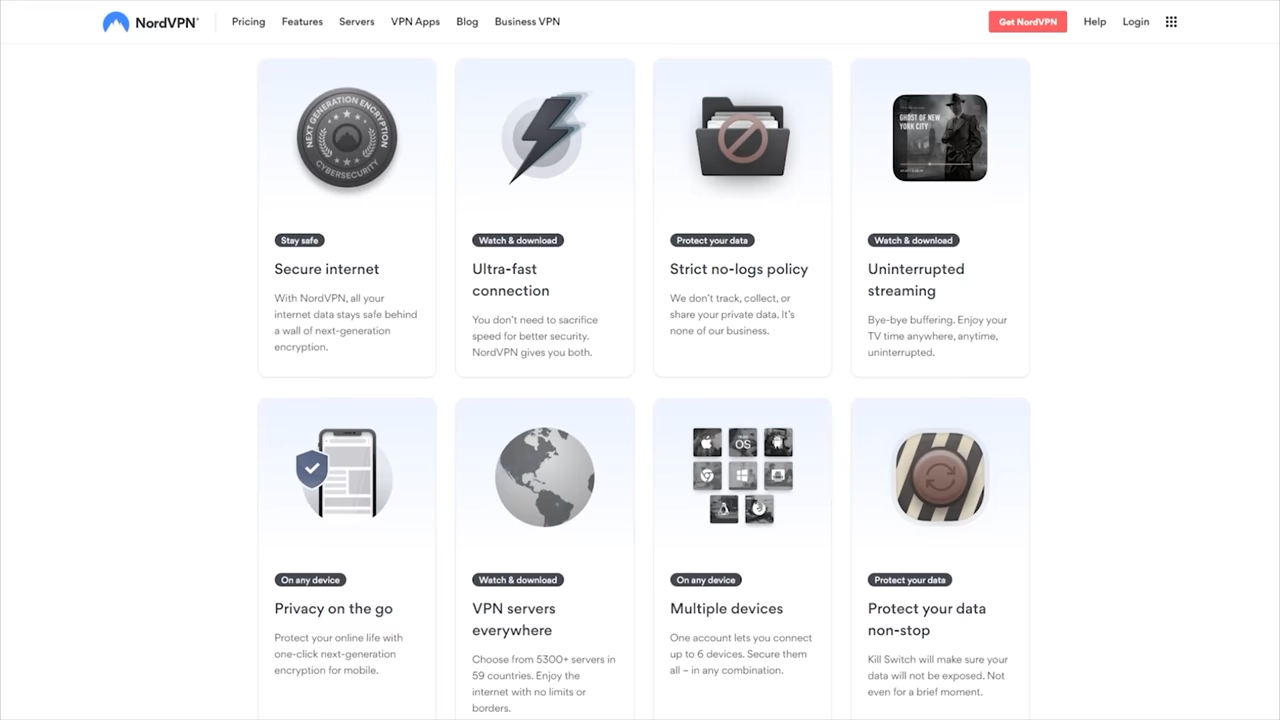 NordVPN®
Pricing
Features
Servers
VPN Apps
Blog
Business VPN
Get NordVPN
Help
Login
NEXT GENERATION ENCRYPTION
CYBERSECURITY
Stay safe
Secure internet
With NordVPN, all your
internet data stays safe behind
a wall of next-generation
encryption.
Watch & download
Ultra-fast
connection
You don't need to sacrifice
speed for better security.
NordVPN gives you both.
Protect your data
Strict no-logs policy
We don't track, collect, or
share your private data. It's
none of our business.
GHOST OF NEW
YORK CITY
Watch & download
Uninterrupted
streaming
Bye-bye buffering. Enjoy your
TV time anywhere, anytime,
uninterrupted.
On any device
Privacy on the go
Protect your online life with
one-click next-generation
encryption for mobile.
Watch & download
VPN servers
everywhere
Choose from 5300+ servers in
59 countries. Enjoy the
internet with no limits or
borders.
OS
On any device
Multiple devices
One account lets you connect
up to 6 devices. Secure them
all – in any combination.
Protect your data
Protect your data
non-stop
Kill Switch will make sure your
data will not be exposed. Not
even for a brief moment.